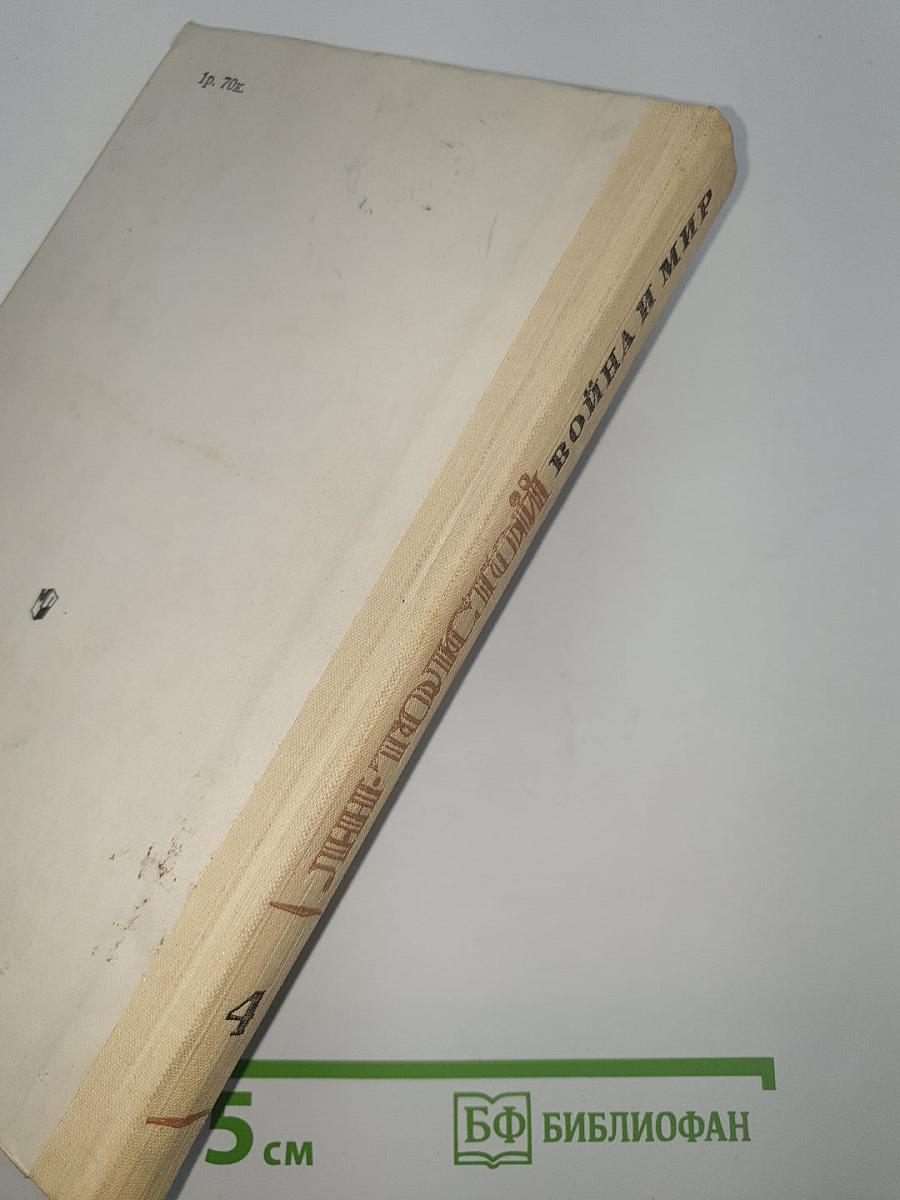 1р. 70к.
ВОЙНА И МИР
4
5 см
БФ БИБЛИОФАН